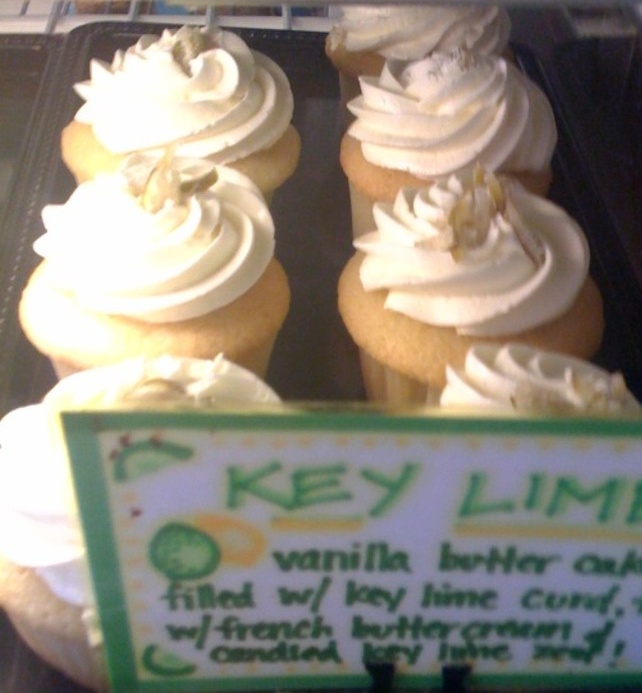 KEY LIM
vanilla butter cak
filled w/ key lime curd,
w/ french buttercream &
candied key lime zest!